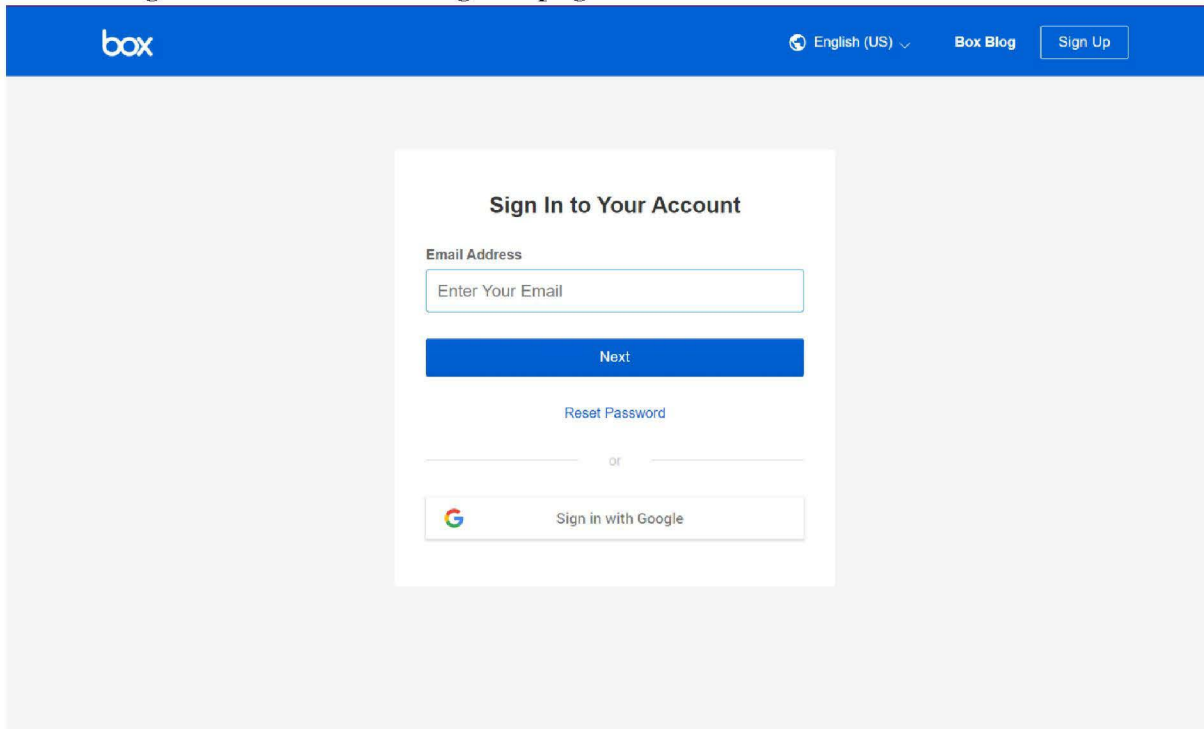 box
English (US)
Box Blog
Sign Up
Sign In to Your Account
Email Address
Enter Your Email
Next
Reset Password
or
Sign in with Google